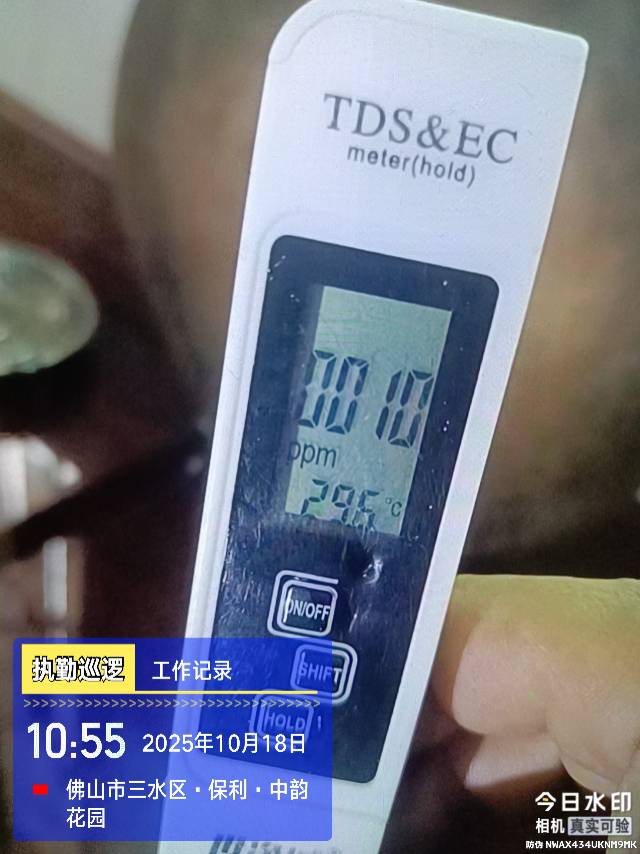 TDS&EC
meter(hold)
0010
ppm
29.6 °C
ON/OFF
SHIFT
HOLD
执勤巡逻 工作记录
10:55 2025年10月18日
佛山市三水区·保利·中韵
花园
今日水印
相机 真实可验
防伪 NWAX434UKNM9MK